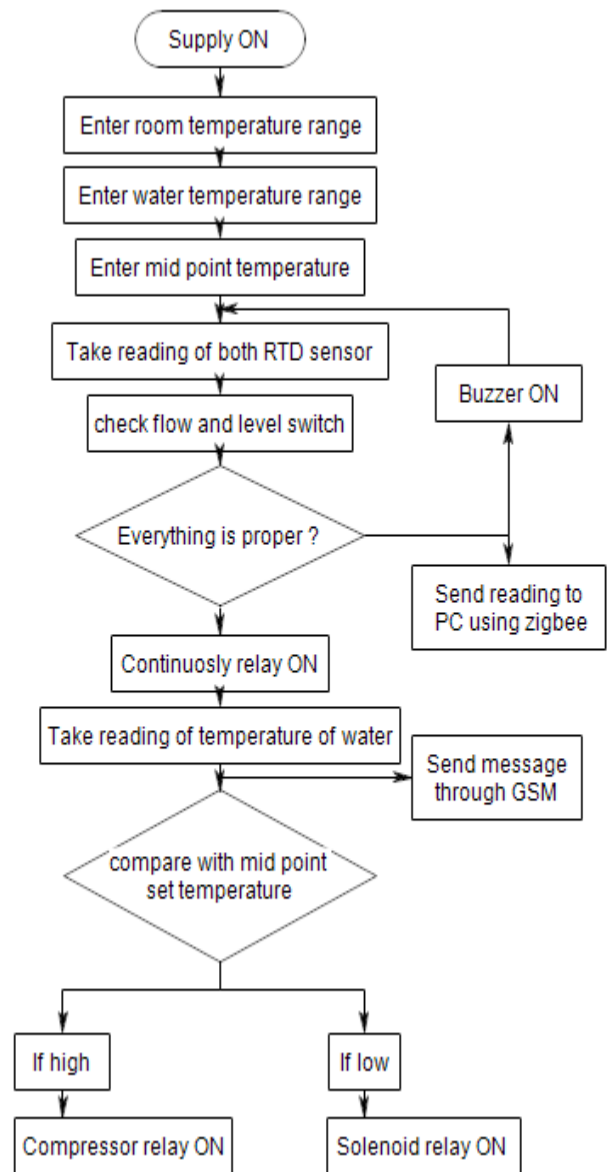 Supply ON
Enter room temperature range
Enter water temperature range
Enter mid point temperature
Take reading of both RTD sensor
Buzzer ON
check flow and level switch
Everything is proper ?
Send reading to
PC using zigbee
Continuosly relay ON
Take reading of temperature of water
Send message
through GSM
compare with mid point
set temperature
If high
If low
Compressor relay ON
Solenoid relay ON